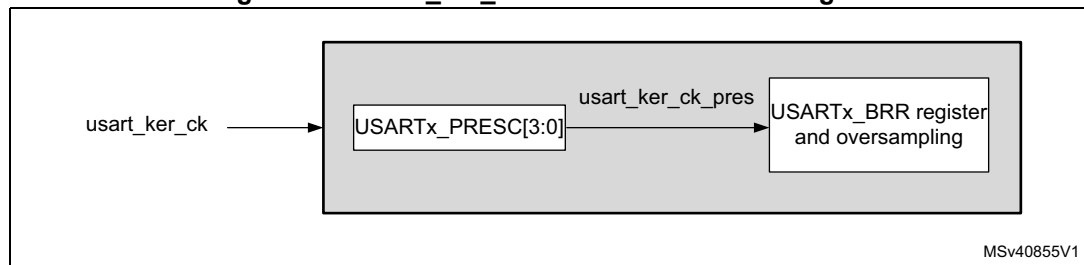 usart_ker_ck
USARTx_PRESC[3:0]
usart_ker_ck_pres
USARTx_BRR register
and oversampling
MSv40855V1